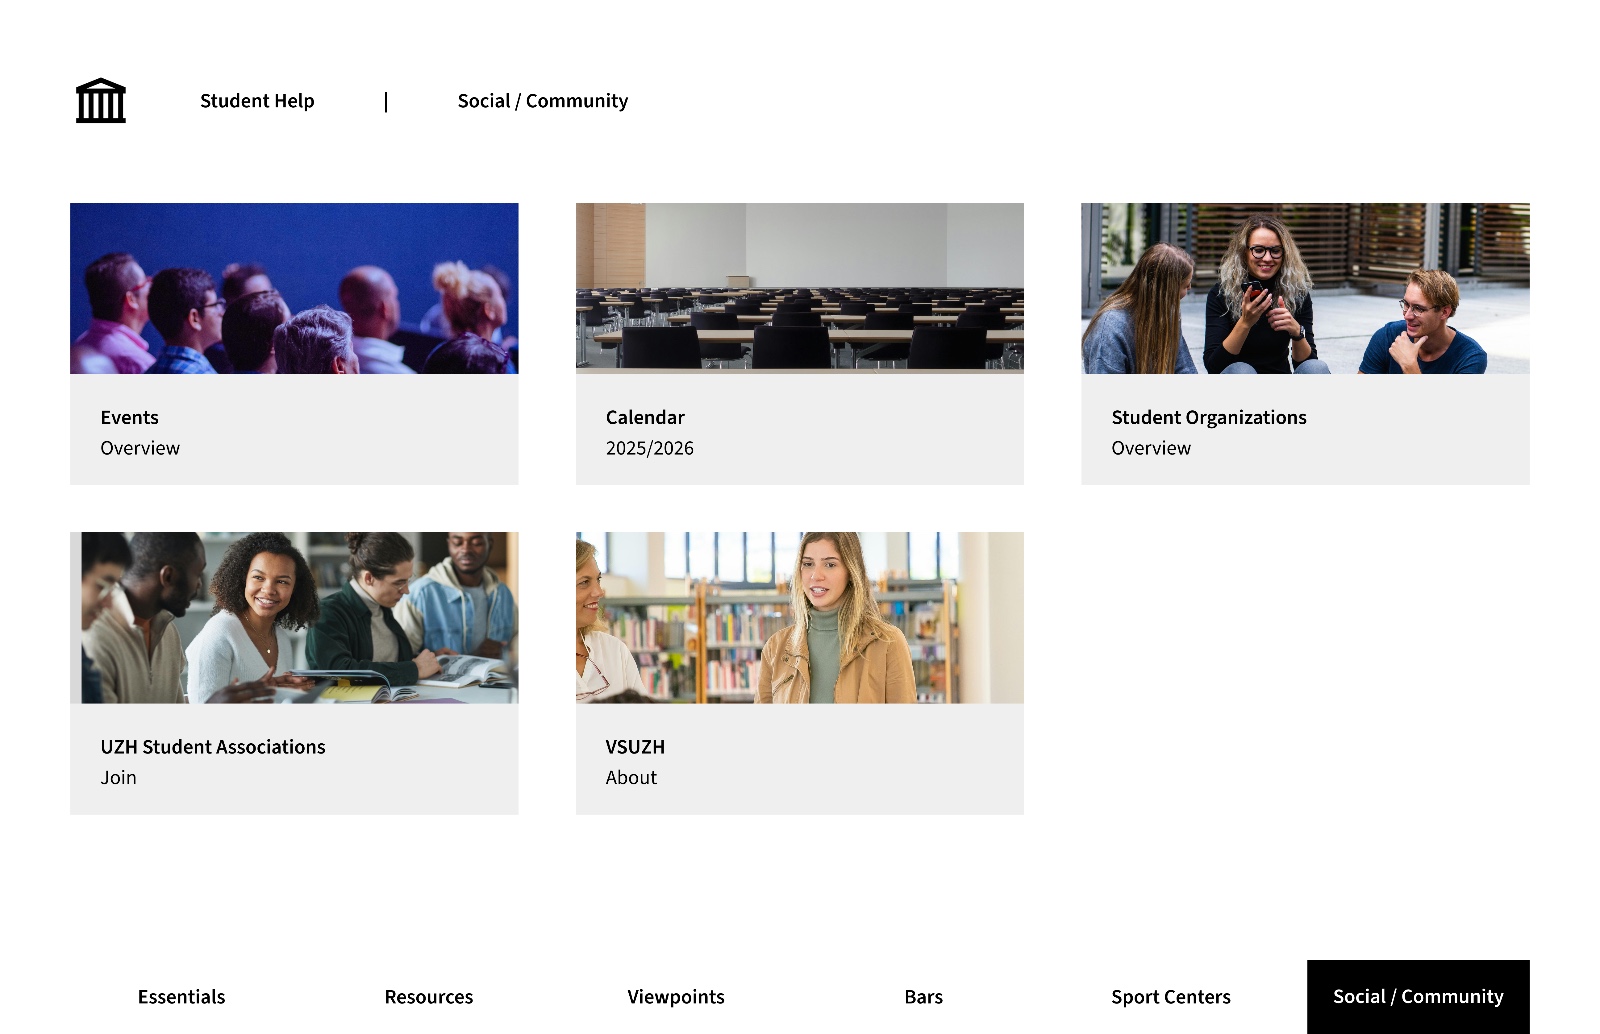 Student Help | Social / Community
Events
Overview
Calendar
2025/2026
Student Organizations
Overview
UZH Student Associations
Join
VSUZH
About
Essentials Resources Viewpoints Bars Sport Centers Social / Community